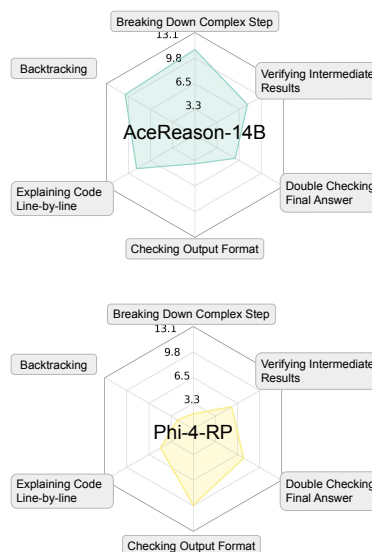 Breaking Down Complex Step
13.1
9.8
Backtracking
Verifying Intermediate
Results
6.5
3.3
AceReason-14B
Explaining Code
Line-by-line
Double Checking
Final Answer
Checking Output Format
Breaking Down Complex Step
13.1
9.8
Backtracking
Verifying Intermediate
Results
6.5
3.3
Phi-4-RP
Explaining Code
Line-by-line
Double Checking
Final Answer
Checking Output Format